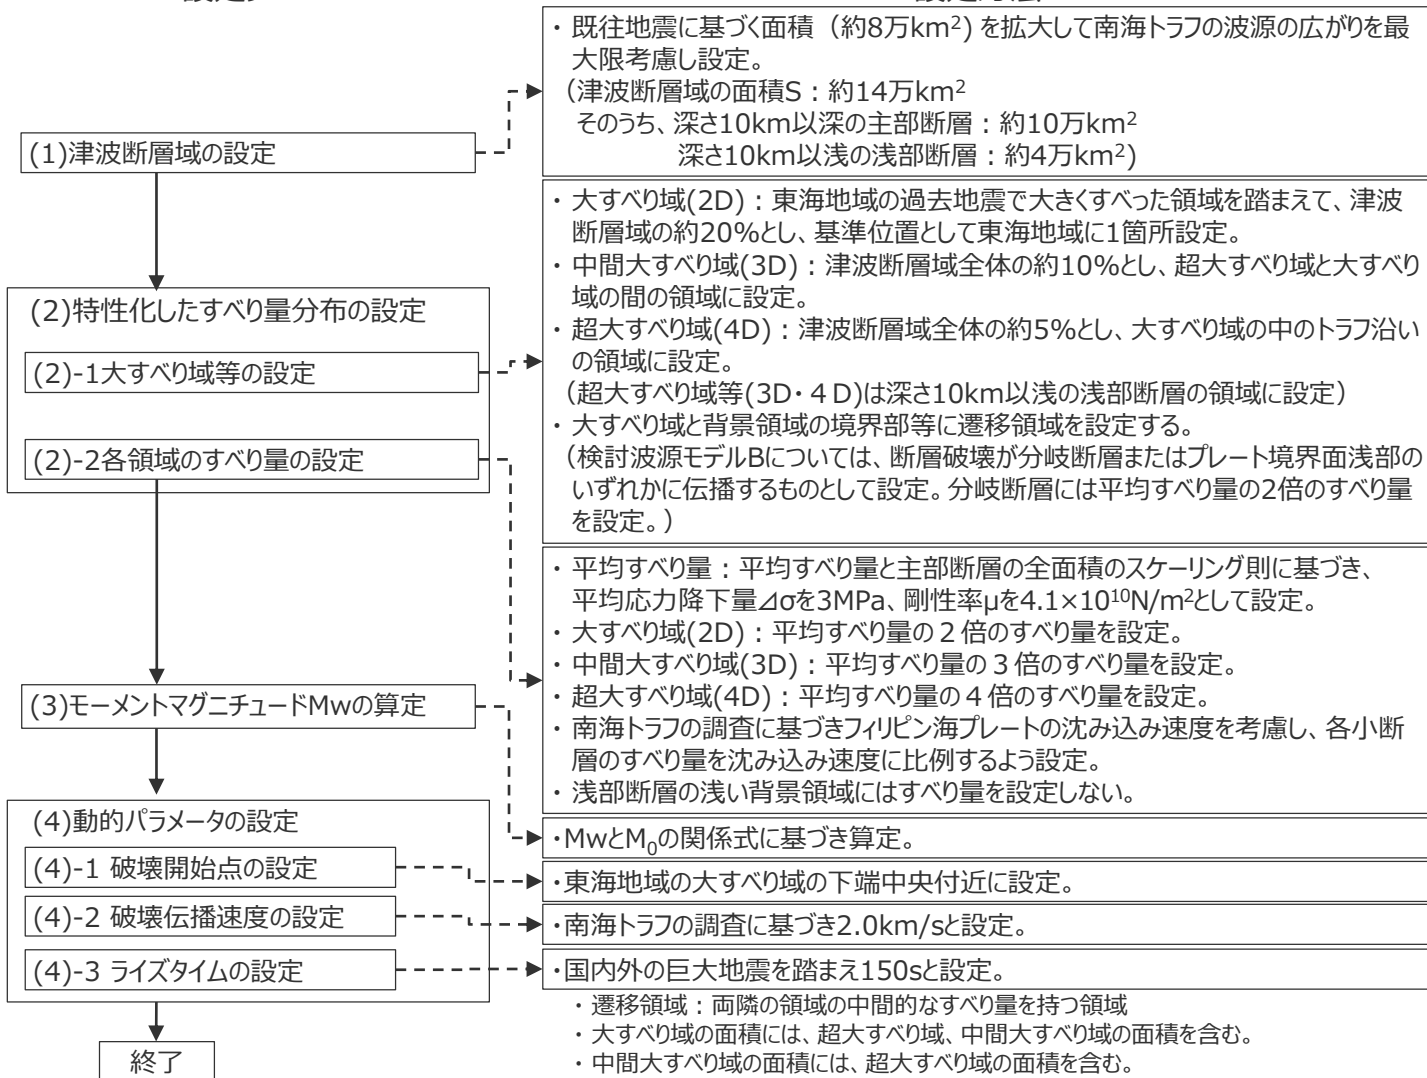 ・既往地震に基づく面積（約8万km²) を拡大して南海トラフの波源の広がりを最
大限考慮し設定。
（津波断層域の面積S：約14万km²
そのうち、深さ10km以深の主部断層：約10万km²
深さ10km以浅の浅部断層：約4万km²)
(1)津波断層域の設定
・大すべり域(2D)：東海地域の過去地震で大きくすべった領域を踏まえて、津波
断層域の約20%とし、基準位置として東海地域に1箇所設定。
・中間大すべり域(3D)：津波断層域全体の約10%とし、超大すべり域と大すべり
域の間の領域に設定。
・超大すべり域(4D)：津波断層域全体の約5%とし、大すべり域の中のトラフ沿い
の領域に設定。
（超大すべり域等(3D・４D)は深さ10km以浅の浅部断層の領域に設定）
・大すべり域と背景領域の境界部等に遷移領域を設定する。
（検討波源モデルBについては、断層破壊が分岐断層またはプレート境界面浅部の
いずれかに伝播するものとして設定。分岐断層には平均すべり量の2倍のすべり量
を設定。）
(2)特性化したすべり量分布の設定
(2)-1大すべり域等の設定
(2)-2各領域のすべり量の設定
・平均すべり量：平均すべり量と主部断層の全面積のスケーリング則に基づき、
平均応力降下量⊿σを3MPa、剛性率μを4.1×10¹⁰N/m²として設定。
・大すべり域(2D)：平均すべり量の２倍のすべり量を設定。
・中間大すべり域(3D)：平均すべり量の３倍のすべり量を設定。
・超大すべり域(4D)：平均すべり量の４倍のすべり量を設定。
・南海トラフの調査に基づきフィリピン海プレートの沈み込み速度を考慮し、各小断
層のすべり量を沈み込み速度に比例するよう設定。
・浅部断層の浅い背景領域にはすべり量を設定しない。
(3)モーメントマグニチュードMwの算定
・MwとM₀の関係式に基づき算定。
(4)動的パラメータの設定
(4)-1 破壊開始点の設定
・東海地域の大すべり域の下端中央付近に設定。
(4)-2 破壊伝播速度の設定
・南海トラフの調査に基づき2.0km/sと設定。
(4)-3 ライズタイムの設定
・国内外の巨大地震を踏まえ150sと設定。
・遷移領域：両隣の領域の中間的なすべり量を持つ領域
・大すべり域の面積には、超大すべり域、中間大すべり域の面積を含む。
・中間大すべり域の面積には、超大すべり域の面積を含む。
終了